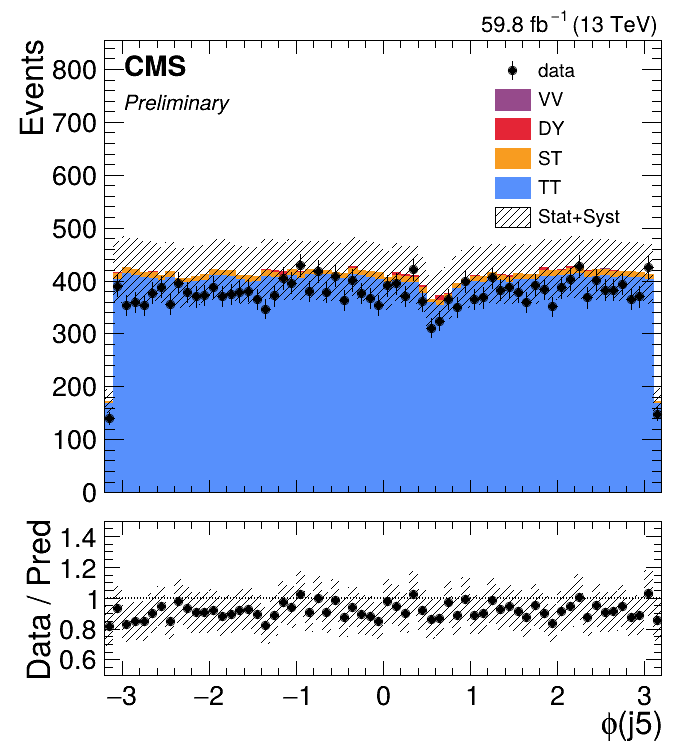 59.8 fb⁻¹ (13 TeV)
CMS
Preliminary
Events
800
700
600
500
400
300
200
100
0
data
VV
DY
ST
TT
Stat+Syst
Data / Pred
1.4
1.2
1
0.8
0.6
−3 −2 −1 0 1 2 3
ϕ(j5)